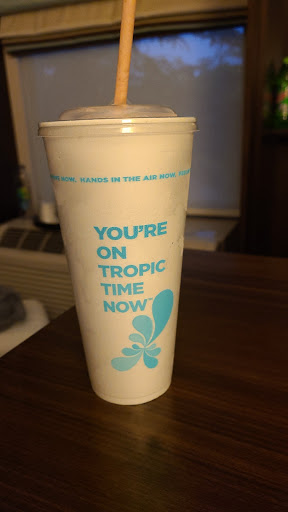 NOW. HANDS IN THE AIR NOW.
YOU'RE
ON
TROPIC
TIME
NOW™